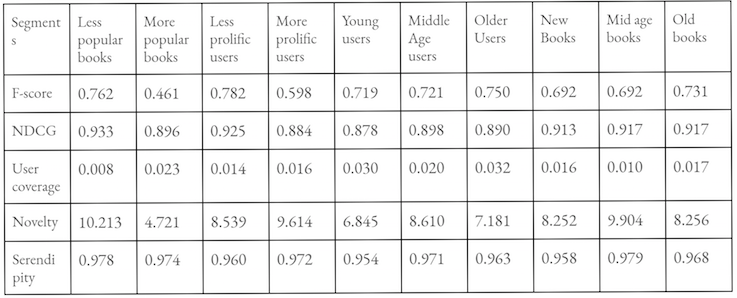 Segment Less More Less More Young Middle Older New Mid age Old
s popular popular prolific prolific users Age Users Books books books
books books users users users
F-score 0.762 0.461 0.782 0.598 0.719 0.721 0.750 0.692 0.692 0.731
NDCG 0.933 0.896 0.925 0.884 0.878 0.898 0.890 0.913 0.917 0.917
User 0.008 0.023 0.014 0.016 0.030 0.020 0.032 0.016 0.010 0.017
coverage
Novelty 10.213 4.721 8.539 9.614 6.845 8.610 7.181 8.252 9.904 8.256
Serendi 0.978 0.974 0.960 0.972 0.954 0.971 0.963 0.958 0.979 0.968
pity